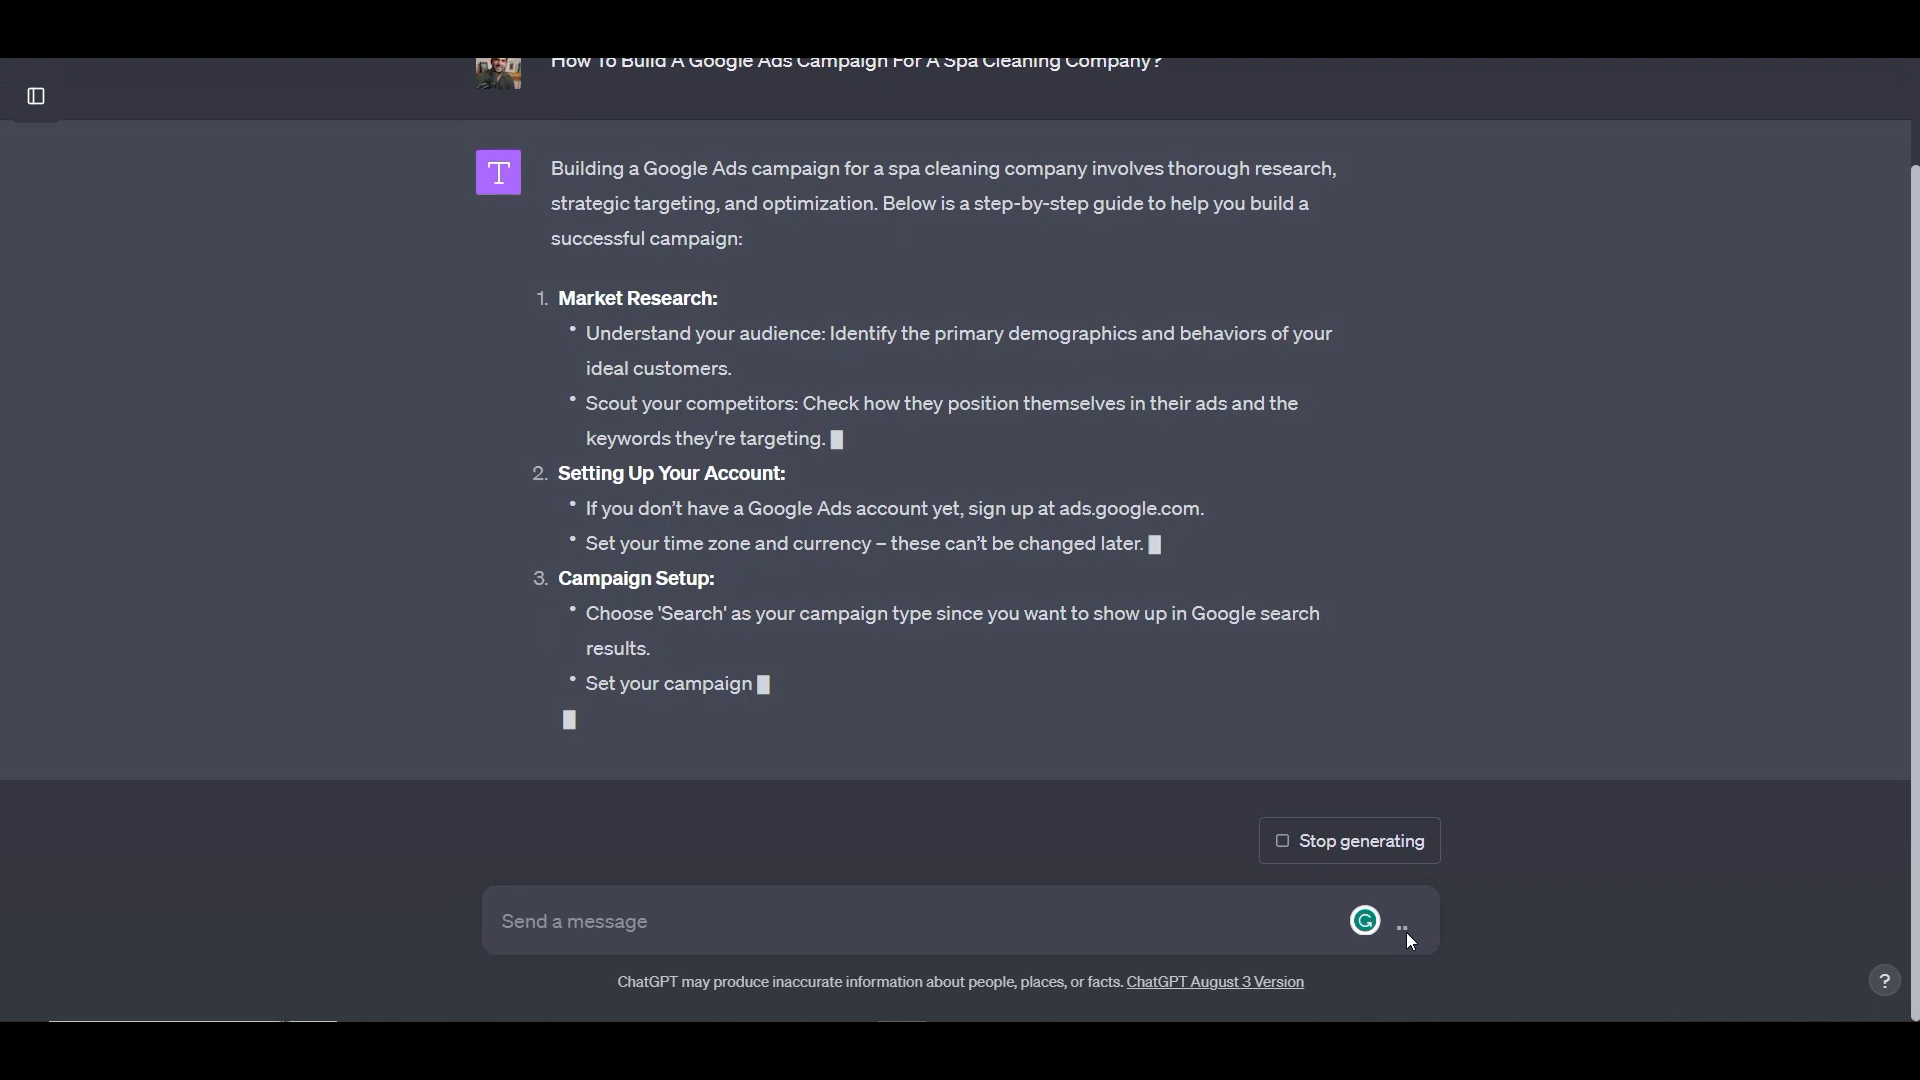 How To Build A Google Ads Campaign For A Spa Cleaning Company?
T
Building a Google Ads campaign for a spa cleaning company involves thorough research,
strategic targeting, and optimization. Below is a step-by-step guide to help you build a
successful campaign:
1. Market Research:
• Understand your audience: Identify the primary demographics and behaviors of your
ideal customers.
• Scout your competitors: Check how they position themselves in their ads and the
keywords they're targeting.
2. Setting Up Your Account:
• If you don’t have a Google Ads account yet, sign up at ads.google.com.
• Set your time zone and currency – these can’t be changed later.
3. Campaign Setup:
• Choose 'Search' as your campaign type since you want to show up in Google search
results.
• Set your campaign
Stop generating
Send a message
G
ChatGPT may produce inaccurate information about people, places, or facts. ChatGPT August 3 Version
?